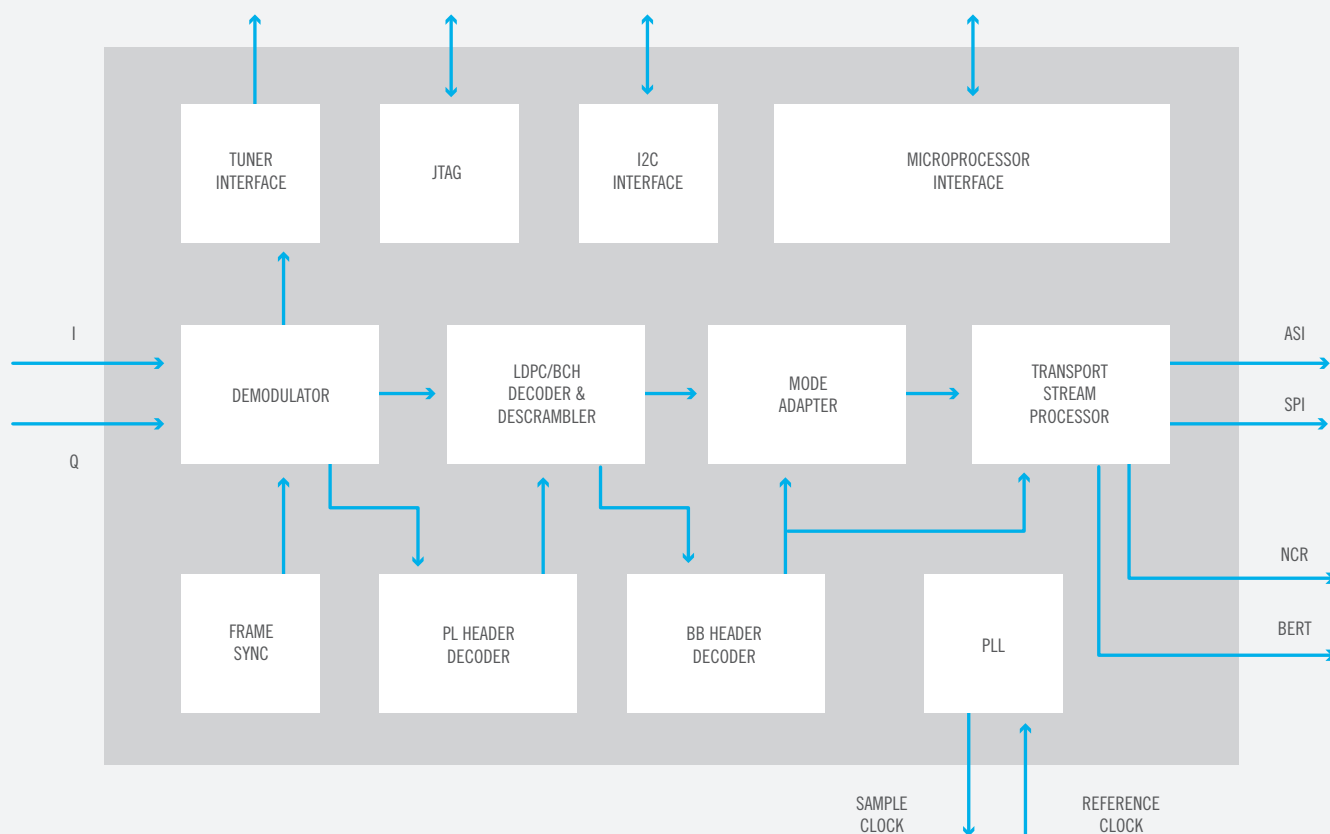 TUNER
INTERFACE
JTAG
I2C
INTERFACE
MICROPROCESSOR
INTERFACE
I
Q
DEMODULATOR
LDPC/BCH
DECODER &
DESCRAMBLER
MODE
ADAPTER
TRANSPORT
STREAM
PROCESSOR
ASI
SPI
NCR
BERT
FRAME
SYNC
PL HEADER
DECODER
BB HEADER
DECODER
PLL
SAMPLE
CLOCK
REFERENCE
CLOCK